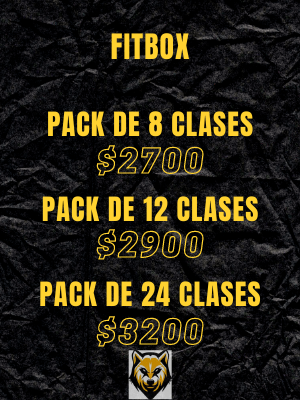 FITBOX
PACK DE 8 CLASES
$2700
PACK DE 12 CLASES
$2900
PACK DE 24 CLASES
$3200